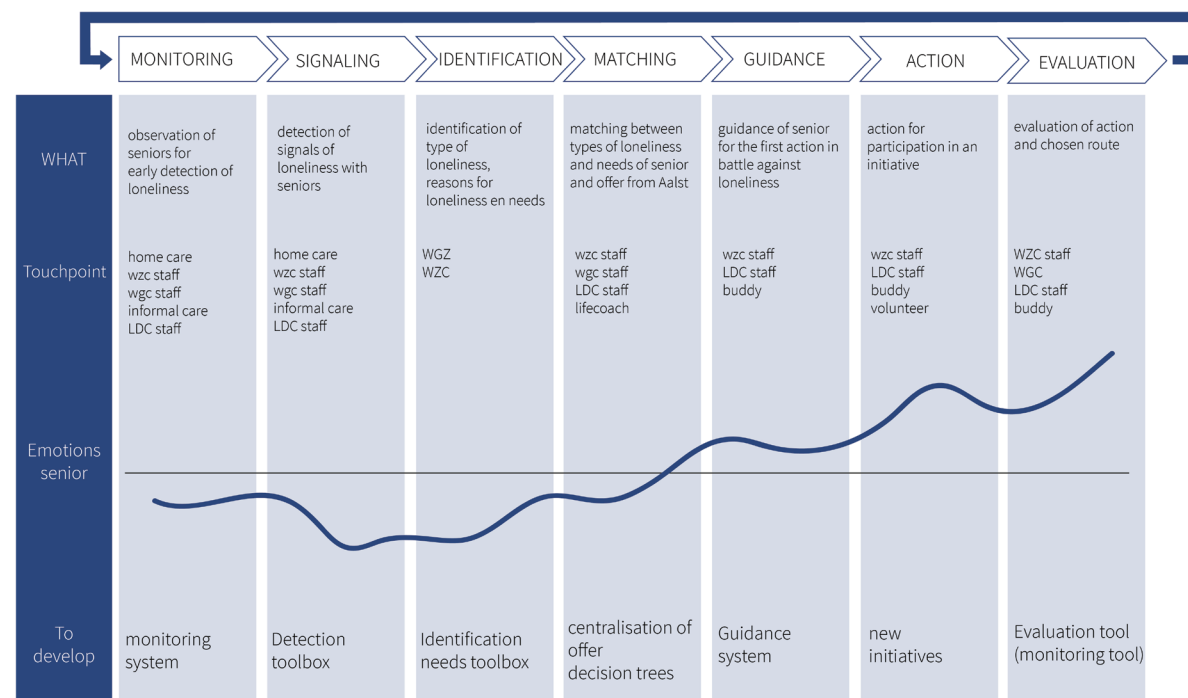 MONITORING
SIGNALING
IDENTIFICATION
MATCHING
GUIDANCE
ACTION
EVALUATION
WHAT
observation of
seniors for
early detection of
loneliness
detection of
signals of
loneliness with
seniors
identification of
type of
loneliness,
reasons for
loneliness en needs
matching between
types of loneliness
and needs of senior
and offer from Aalst
guidance of senior
for the first action in
battle against
loneliness
action for
participation in an
initiative
evaluation of action
and chosen route
Touchpoint
home care
wzc staff
wgc staff
informal care
LDC staff
home care
wzc staff
wgc staff
informal care
LDC staff
WGZ
WZC
wzc staff
wgc staff
LDC staff
lifecoach
wzc staff
LDC staff
buddy
wzc staff
LDC staff
buddy
volunteer
WZC staff
WGC
LDC staff
buddy
Emotions
senior
To
develop
monitoring
system
Detection
toolbox
Identification
needs toolbox
centralisation of
offer
decision trees
Guidance
system
new
initiatives
Evaluation tool
(monitoring tool)